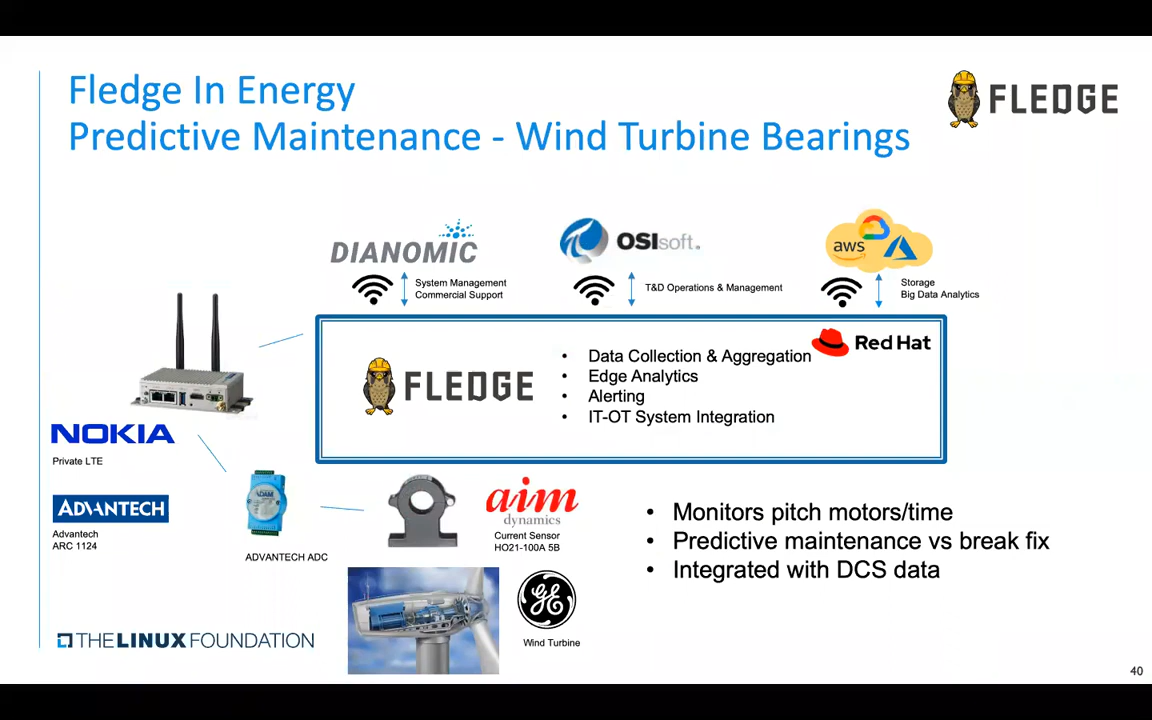 Fledge In Energy
Predictive Maintenance - Wind Turbine Bearings
FLEDGE
DIANOMIC
OSIsoft.
aws
System Management
Commercial Support
T&D Operations & Management
Storage
Big Data Analytics
Red Hat
FLEDGE
• Data Collection & Aggregation
• Edge Analytics
• Alerting
• IT-OT System Integration
NOKIA
Private LTE
ADVANTECH
Advantech
ARC 1124
ADAM
ADVANTECH ADC
aim
dynamics
Current Sensor
HO21-100A 5B
• Monitors pitch motors/time
• Predictive maintenance vs break fix
• Integrated with DCS data
GE
Wind Turbine
THE LINUX FOUNDATION
40